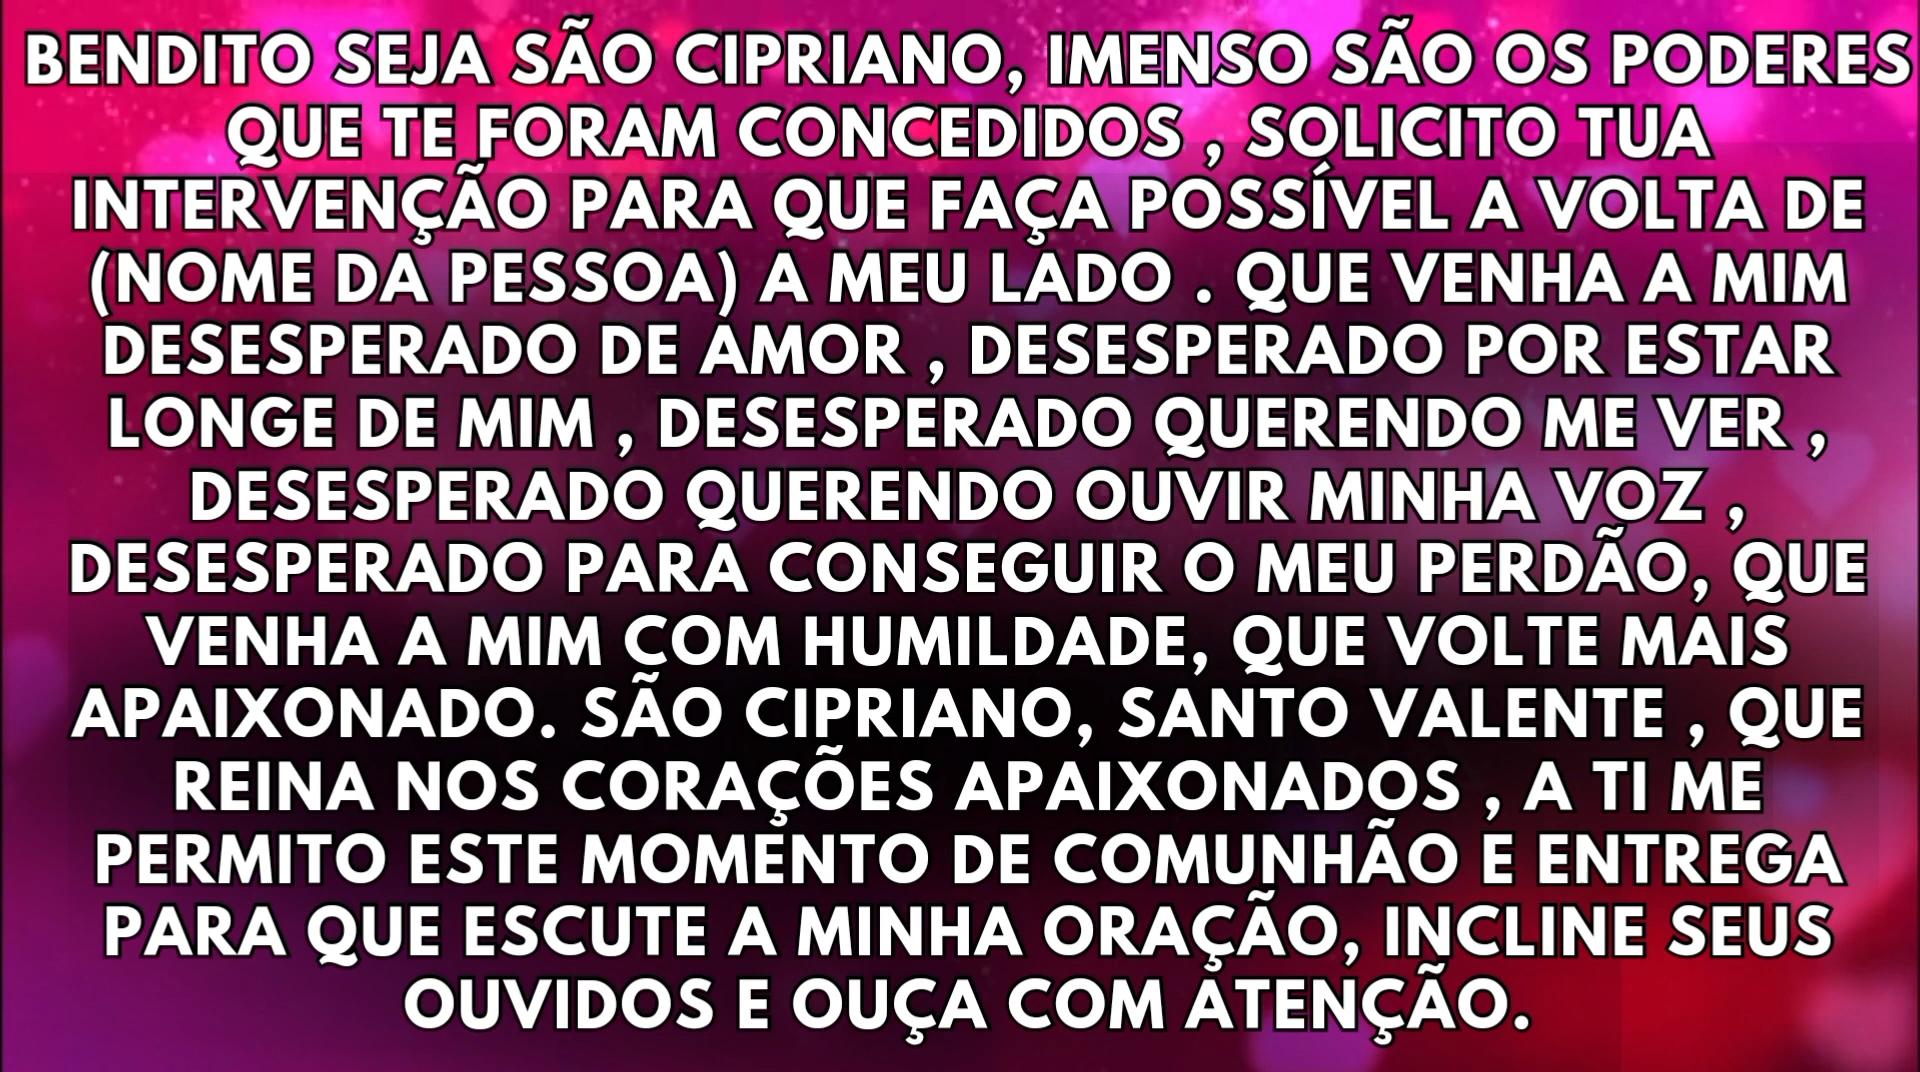 BENDITO SEJA SÃO CIPRIANO, IMENSO SÃO OS PODERES
QUE TE FORAM CONCEDIDOS , SOLICITO TUA
INTERVENÇÃO PARA QUE FAÇA POSSÍVEL A VOLTA DE
(NOME DA PESSOA) A MEU LADO . QUE VENHA A MIM
DESESPERADO DE AMOR , DESESPERADO POR ESTAR
LONGE DE MIM , DESESPERADO QUERENDO ME VER ,
DESESPERADO QUERENDO OUVIR MINHA VOZ ,
DESESPERADO PARA CONSEGUIR O MEU PERDÃO, QUE
VENHA A MIM COM HUMILDADE, QUE VOLTE MAIS
APAIXONADO. SÃO CIPRIANO, SANTO VALENTE , QUE
REINA NOS CORAÇÕES APAIXONADOS , A TI ME
PERMITO ESTE MOMENTO DE COMUNHÃO E ENTREGA
PARA QUE ESCUTE A MINHA ORAÇÃO, INCLINE SEUS
OUVIDOS E OUÇA COM ATENÇÃO.